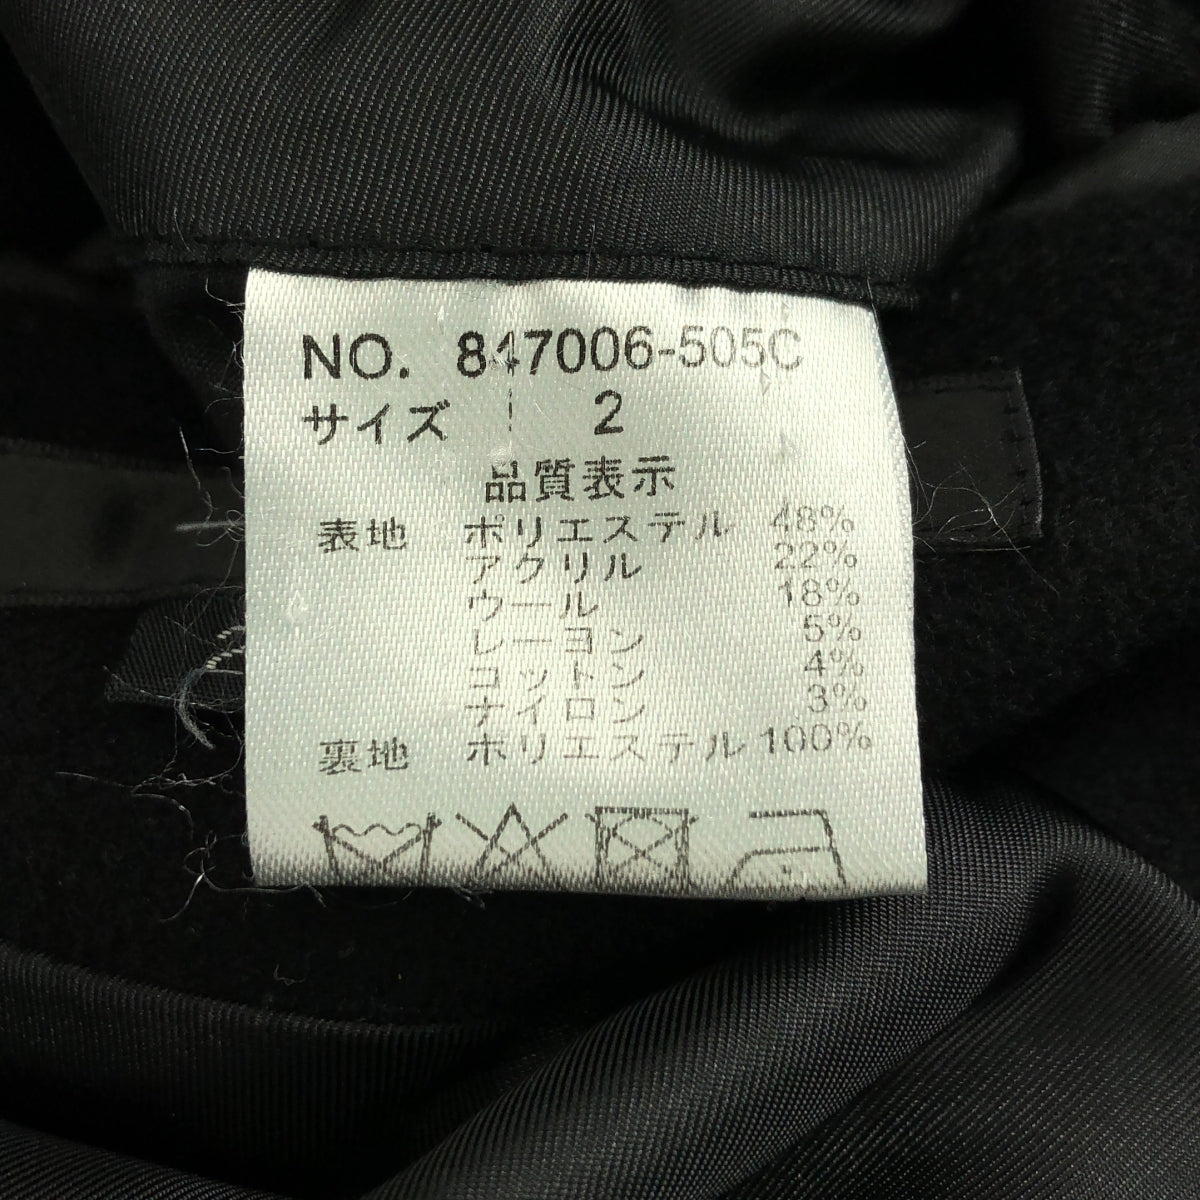 NO. 847006-505C
サイズ 2
品質表示
表地 ポリエステル 48%
アクリル 22%
ウール 18%
レーヨン 5%
コットン 4%
ナイロン 3%
裏地 ポリエステル 100%